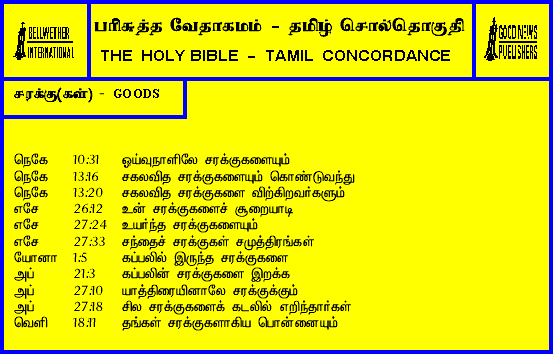 BELLWETHER
INTERNATIONAL
பரிசுத்த வேதாகமம் - தமிழ் சொல்தொகுதி
THE HOLY BIBLE - TAMIL CONCORDANCE
GOOD NEWS
PUBLISHERS
சரக்கு(கள்) - GOODS
நெகே 10:31 ஓய்வுநாளிலே சரக்குகளையும்
நெகே 13:16 சகலவித சரக்குகளையும் கொண்டுவந்து
நெகே 13:20 சகலவித சரக்குகளை விற்கிறவர்களும்
எசே 26:12 உன் சரக்குகளைச் சூறையாடி
எசே 27:24 உயர்ந்த சரக்குகளையும்
எசே 27:33 சந்தைச் சரக்குகள் சமுத்திரங்கள்
யோனா 1:5 கப்பலில் இருந்த சரக்குகளை
அப் 21:3 கப்பலின் சரக்குகளை இறக்க
அப் 27:10 யாத்திரையினாலே சரக்குக்கும்
அப் 27:18 சில சரக்குகளைக் கடலில் எறிந்தார்கள்
வெளி 18:11 தங்கள் சரக்குகளாகிய பொன்னையும்